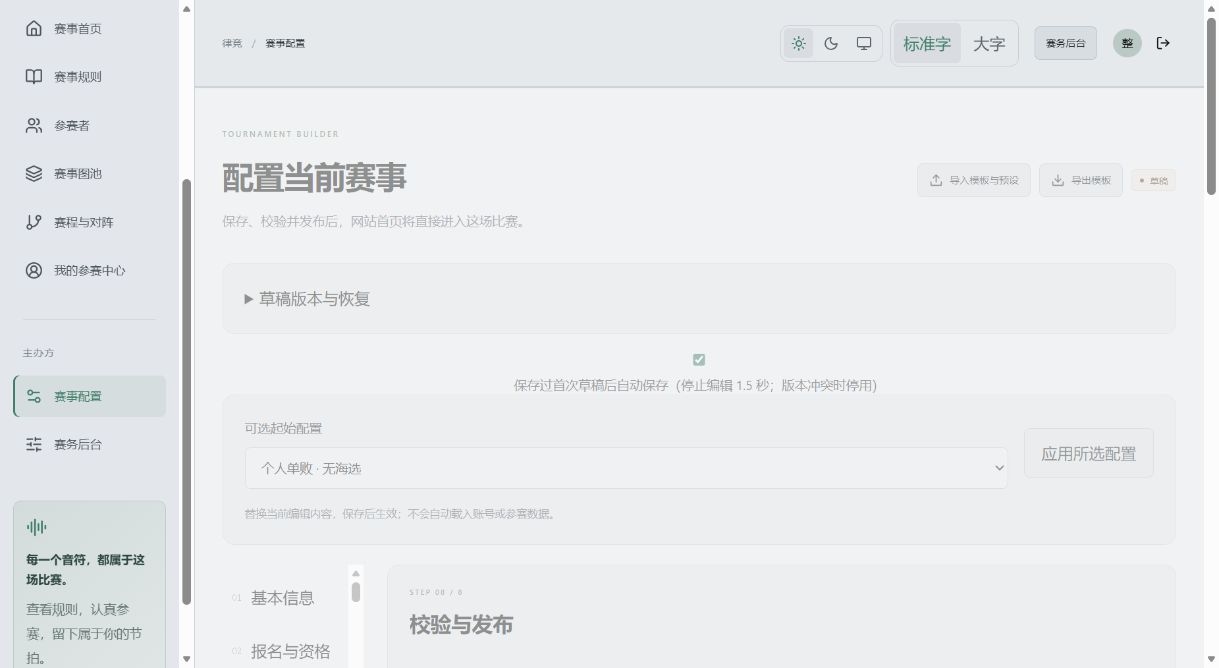 赛事首页
赛事规则
参赛者
赛事图池
赛程与对阵
我的参赛中心
主办方
赛事配置
赛务后台
每一个音符，都属于这
场比赛。
查看规则，认真参
赛，留下属于你的节
拍。
律竞 / 赛事配置
标准字 大字
赛务后台
整
TOURNAMENT BUILDER
配置当前赛事
保存、校验并发布后，网站首页将直接进入这场比赛。
导入模板与预设
导出模板
草稿
草稿版本与恢复
保存过首次草稿后自动保存（停止编辑 1.5 秒；版本冲突时停用）
可选起始配置
个人单败 · 无海选
应用所选配置
替换当前编辑内容，保存后生效；不会自动载入账号或参赛数据。
01 基本信息
02 报名与资格
STEP 08 / 8
校验与发布